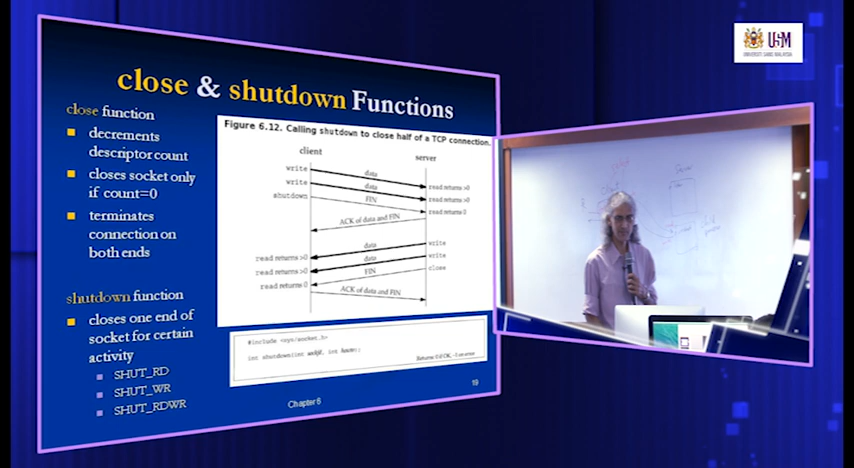 close & shutdown Functions
close function
decrements
descriptor count
closes socket only
if count=0
terminates
connection on
both ends
shutdown function
closes one end of
socket for certain
activity
SHUT_RD
SHUT_WR
SHUT_RDWR
Figure 6.12. Calling shutdown to close half of a TCP connection.
client
server
write
data
write
data
read returns >0
shutdown
FIN
read returns >0
read returns 0
ACK of data and FIN
data
write
read returns >0
data
write
read returns >0
FIN
close
read returns 0
ACK of data and FIN
#include <sys/socket.h>
int shutdown(int sockfd, int howto);
Returns: 0 if OK, -1 on error
Chapter 6
19
USM
UNIVERSITI SAINS MALAYSIA